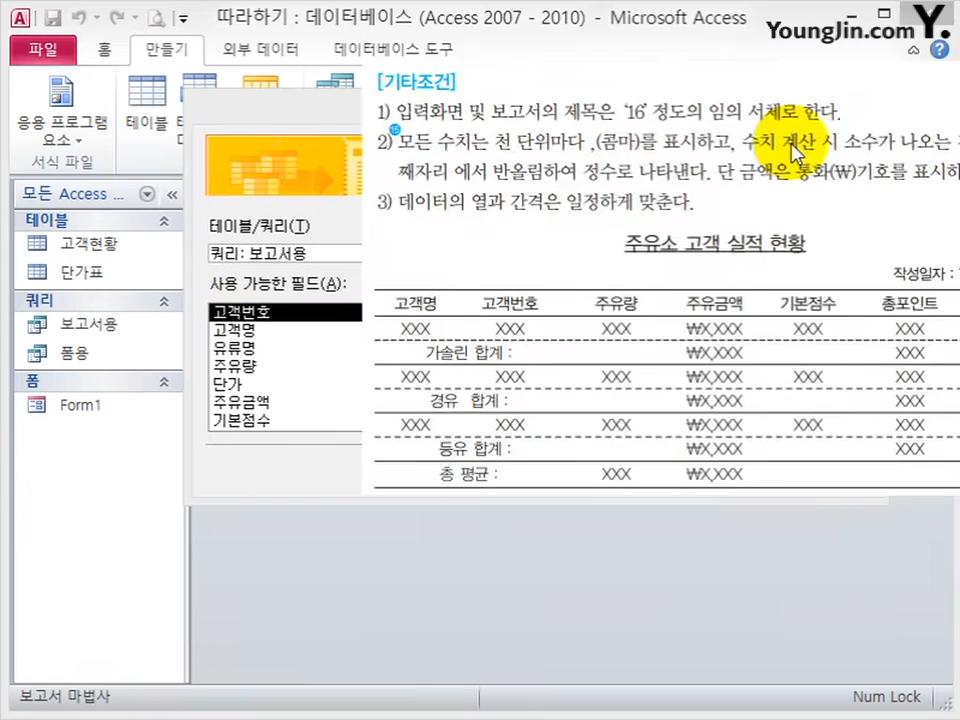 따라하기 : 데이터베이스 (Access 2007 - 2010) - Microsoft Access
YoungJin.com Y.
파일 홈 만들기 외부 데이터 데이터베이스 도구
응용 프로그램
요소
테이블
서식 파일
모든 Access ...
테이블
고객현황
단가표
쿼리
보고서용
폼용
폼
Form1
테이블/쿼리(T)
쿼리: 보고서용
사용 가능한 필드(A):
고객번호
고객명
유류명
주유량
단가
주유금액
기본점수
[기타조건]
1) 입력화면 및 보고서의 제목은 '16' 정도의 임의 서체로 한다.
15
2) 모든 수치는 천 단위마다 ,(콤마)를 표시하고, 수치 계산 시 소수가 나오는
째자리 에서 반올림하여 정수로 나타낸다. 단 금액은 통화(₩)기호를 표시하
3) 데이터의 열과 간격은 일정하게 맞춘다.
주유소 고객 실적 현황
작성일자 :
고객명 고객번호 주유량 주유금액 기본점수 총포인트
XXX XXX XXX ₩X,XXX XXX XXX
가솔린 합계 : ₩X,XXX XXX
XXX XXX XXX ₩X,XXX XXX XXX
경유 합계 : ₩X,XXX XXX
XXX XXX XXX ₩X,XXX XXX XXX
등유 합계 : ₩X,XXX XXX
총 평균 : XXX ₩X,XXX
보고서 마법사
Num Lock